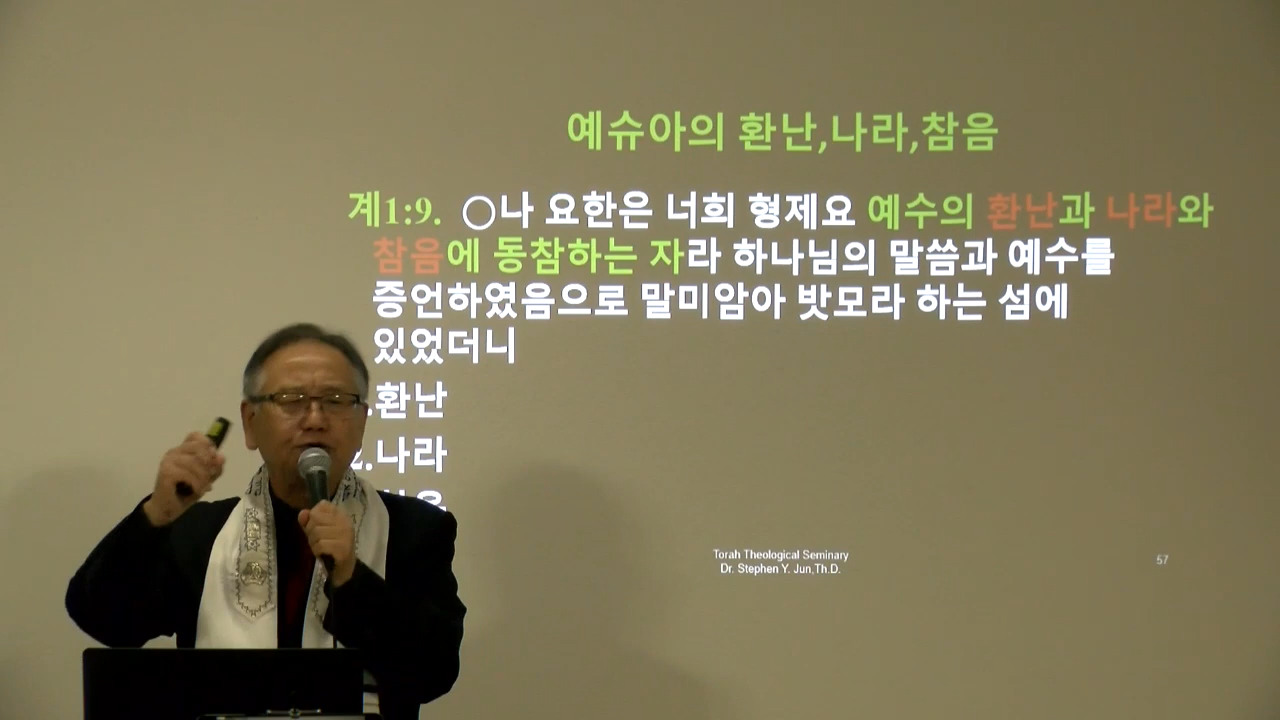 예슈아의 환난,나라,참음
계1:9. ○나 요한은 너희 형제요 예수의 환난과 나라와
참음에 동참하는 자라 하나님의 말씀과 예수를
증언하였음으로 말미암아 밧모라 하는 섬에
있었더니
.환난
2.나라
Torah Theological Seminary
Dr. Stephen Y. Jun,Th.D.
57